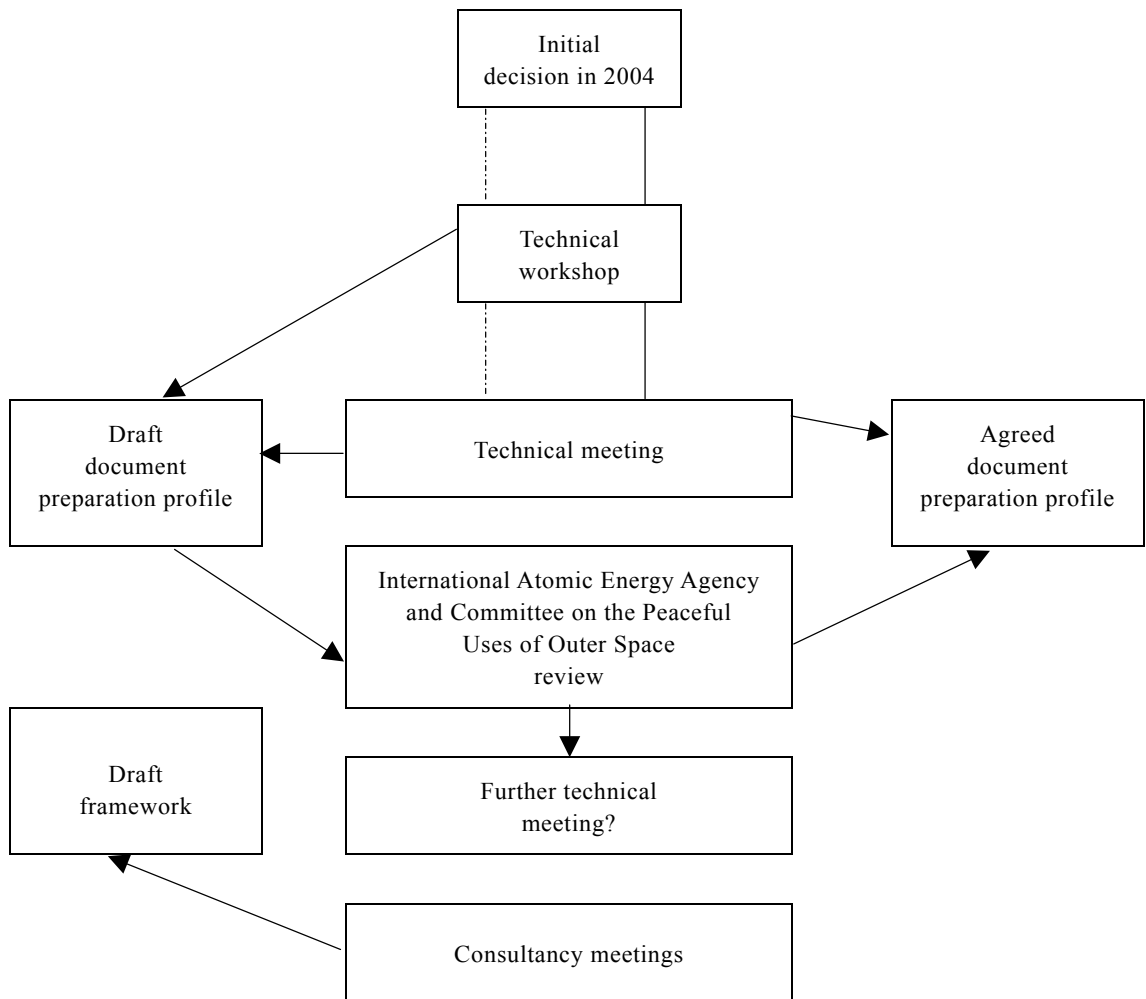 Initial
decision in 2004
Technical
workshop
Draft
document
preparation profile
Technical meeting
Agreed
document
preparation profile
International Atomic Energy Agency
and Committee on the Peaceful
Uses of Outer Space
review
Draft
framework
Further technical
meeting?
Consultancy meetings